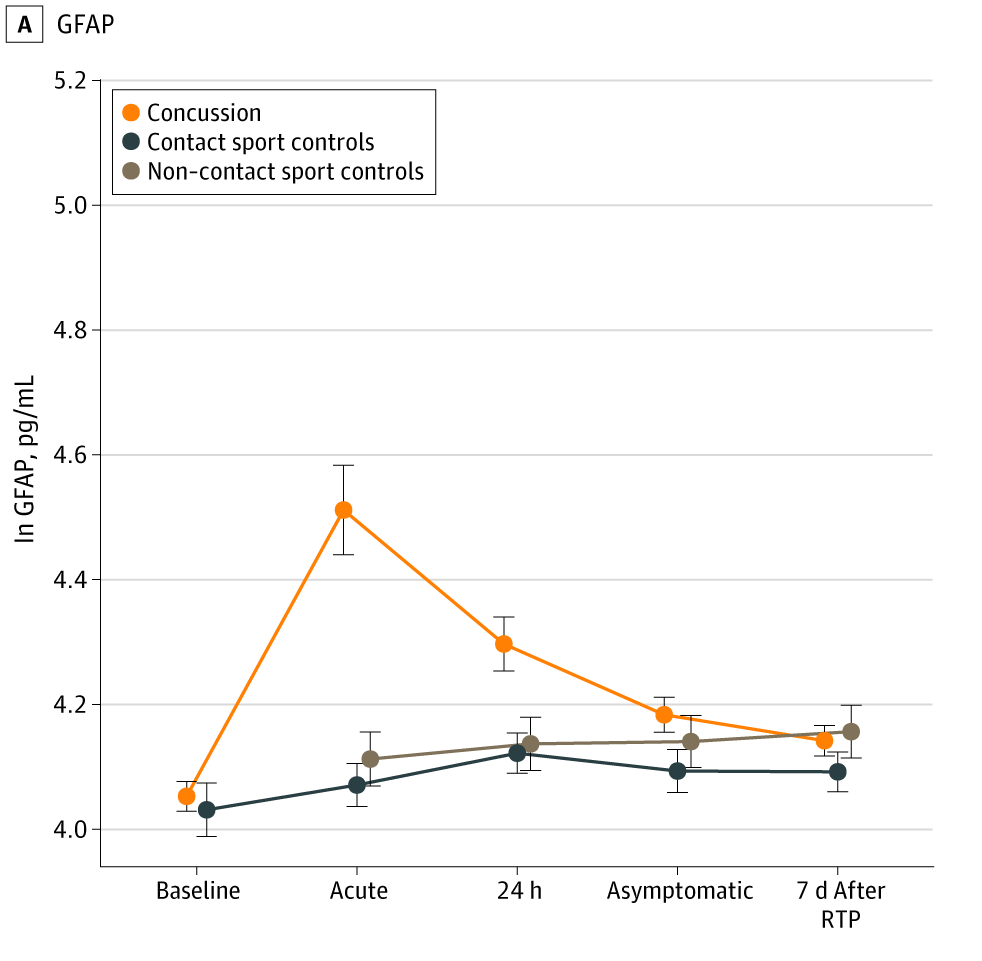 A GFAP
5.2
Concussion
Contact sport controls
Non-contact sport controls
5.0
4.8
4.6
4.4
4.2
4.0
ln GFAP, pg/mL
Baseline Acute 24 h Asymptomatic 7 d After
RTP